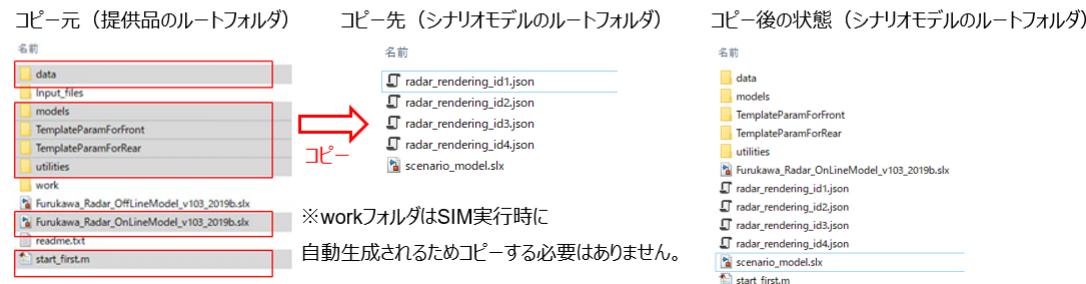 コピー元（提供品のルートフォルダ）
名前
data
Input_files
models
TemplateParamForFront
TemplateParamForRear
utilities
work
Furukawa_Radar_OffLineModel_v103_2019b.slx
Furukawa_Radar_OnLineModel_v103_2019b.slx
readme.txt
start_first.m
コピー
コピー先（シナリオモデルのルートフォルダ）
名前
radar_rendering_id1.json
radar_rendering_id2.json
radar_rendering_id3.json
radar_rendering_id4.json
scenario_model.slx
※workフォルダはSIM実行時に
自動生成されるためコピーする必要はありません。
コピー後の状態（シナリオモデルのルートフォルダ）
名前
data
models
TemplateParamForFront
TemplateParamForRear
utilities
Furukawa_Radar_OnLineModel_v103_2019b.slx
radar_rendering_id1.json
radar_rendering_id2.json
radar_rendering_id3.json
radar_rendering_id4.json
scenario_model.slx
start_first.m